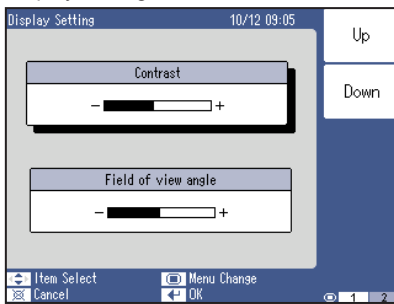 Display Setting 10/12 09:05
Up
Contrast
Down
- +
Field of view angle
- +
Item Select Menu Change
Cancel OK 1 2